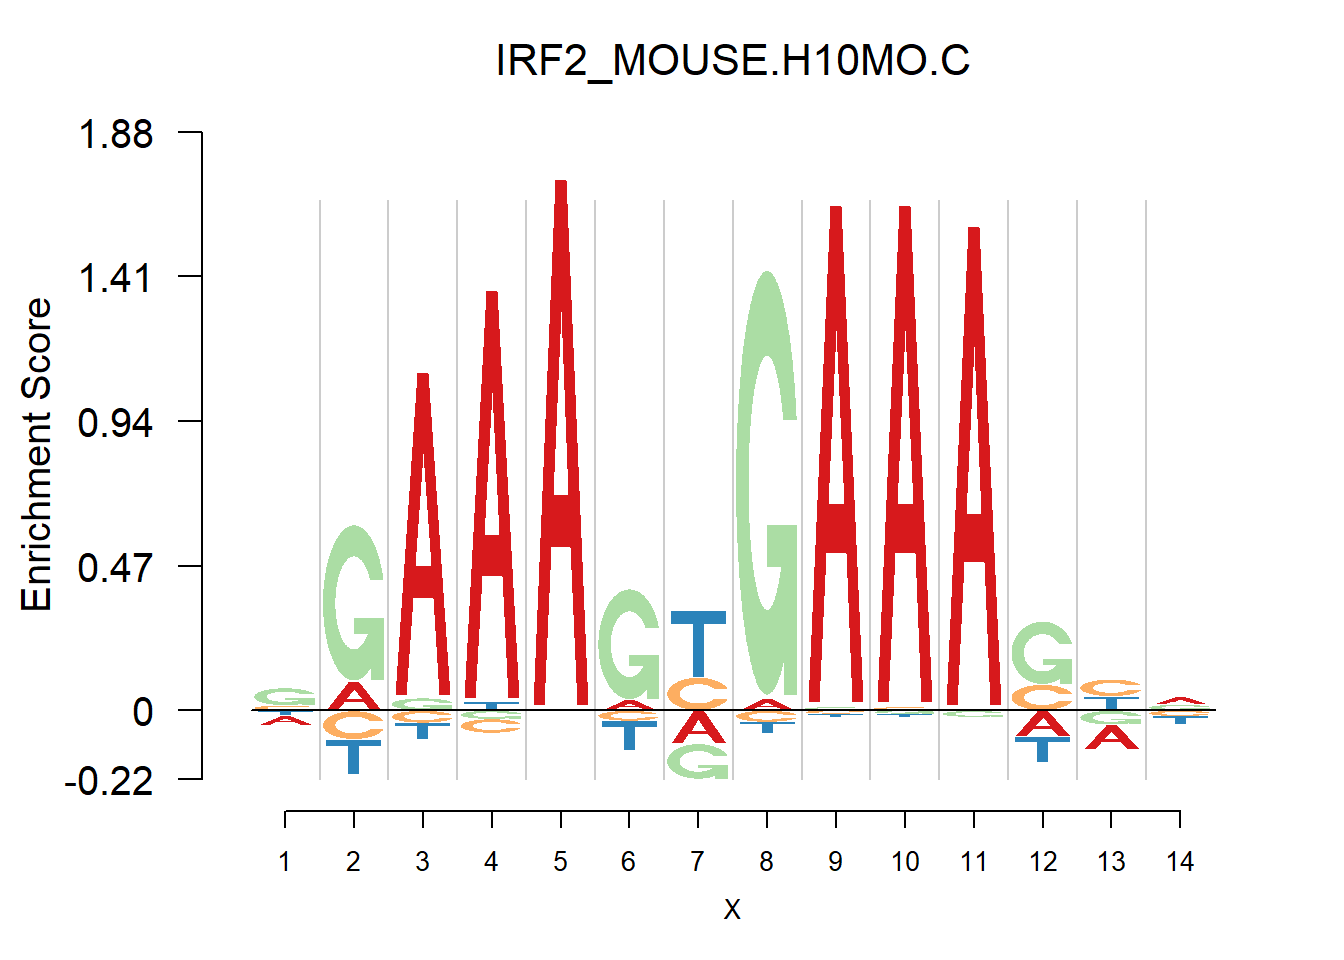 IRF2_MOUSE.H10MO.C
Enrichment Score
1.88
1.41
0.94
0.47
0
-0.22
G A A A G T G A A A G C A
G C A G C G
A A T G A C T C A C C C C G C T G C
T C T C G T A T T T A A T
T G T
1 2 3 4 5 6 7 8 9 10 11 12 13 14
X